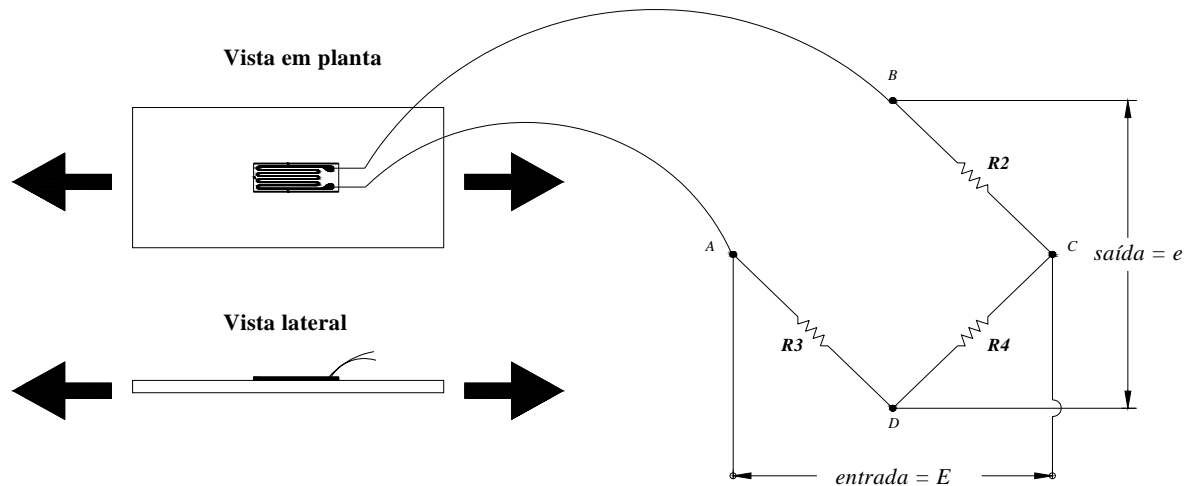 Vista em planta
B
R2
A
C
saída = e
Vista lateral
R3
R4
D
entrada = E